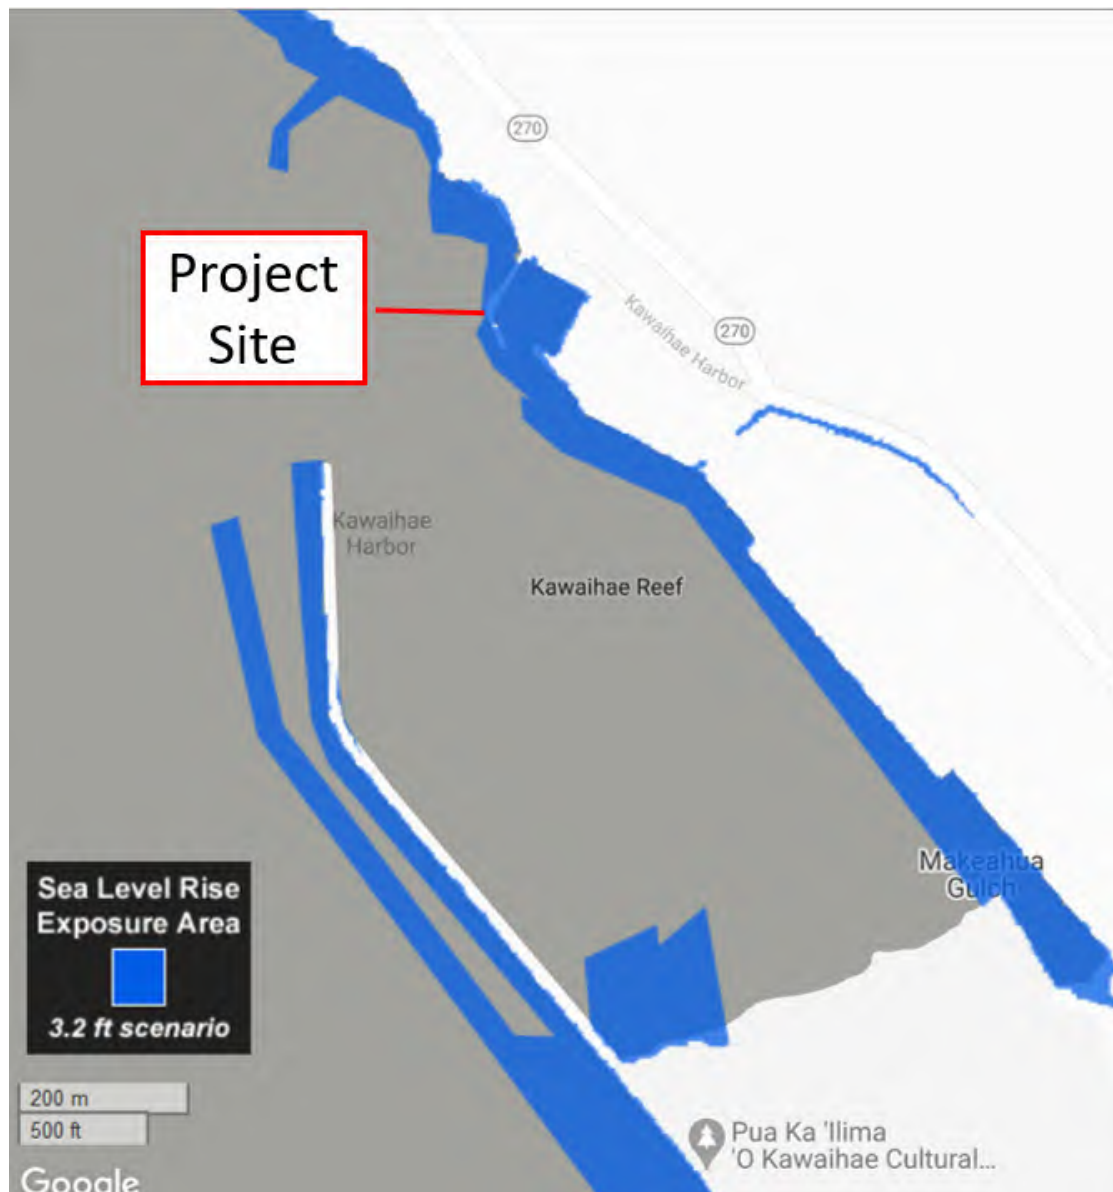 270
Project
Site
Kawaihae Harbor
270
Kawaihae
Harbor
Kawaihae Reef
Makeahua
Gulch
Sea Level Rise
Exposure Area
3.2 ft scenario
200 m
500 ft
Pua Ka 'Ilima
'O Kawaihae Cultural...
Google